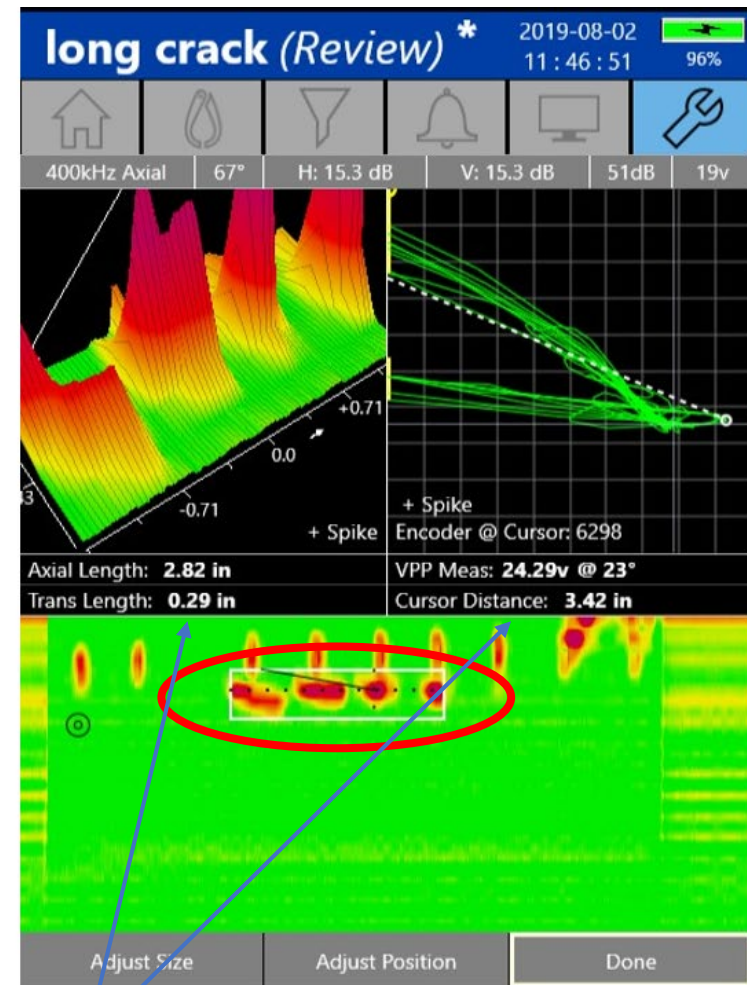 long crack (Review) *
2019-08-02
11 : 46 : 51
96%
400kHz Axial 67° H: 15.3 dB V: 15.3 dB 51dB 19v
+0.71
0.0
-0.71
+ Spike
+ Spike
Encoder @ Cursor: 6298
Axial Length: 2.82 in
Trans Length: 0.29 in
VPP Meas: 24.29v @ 23°
Cursor Distance: 3.42 in
Adjust Size Adjust Position Done